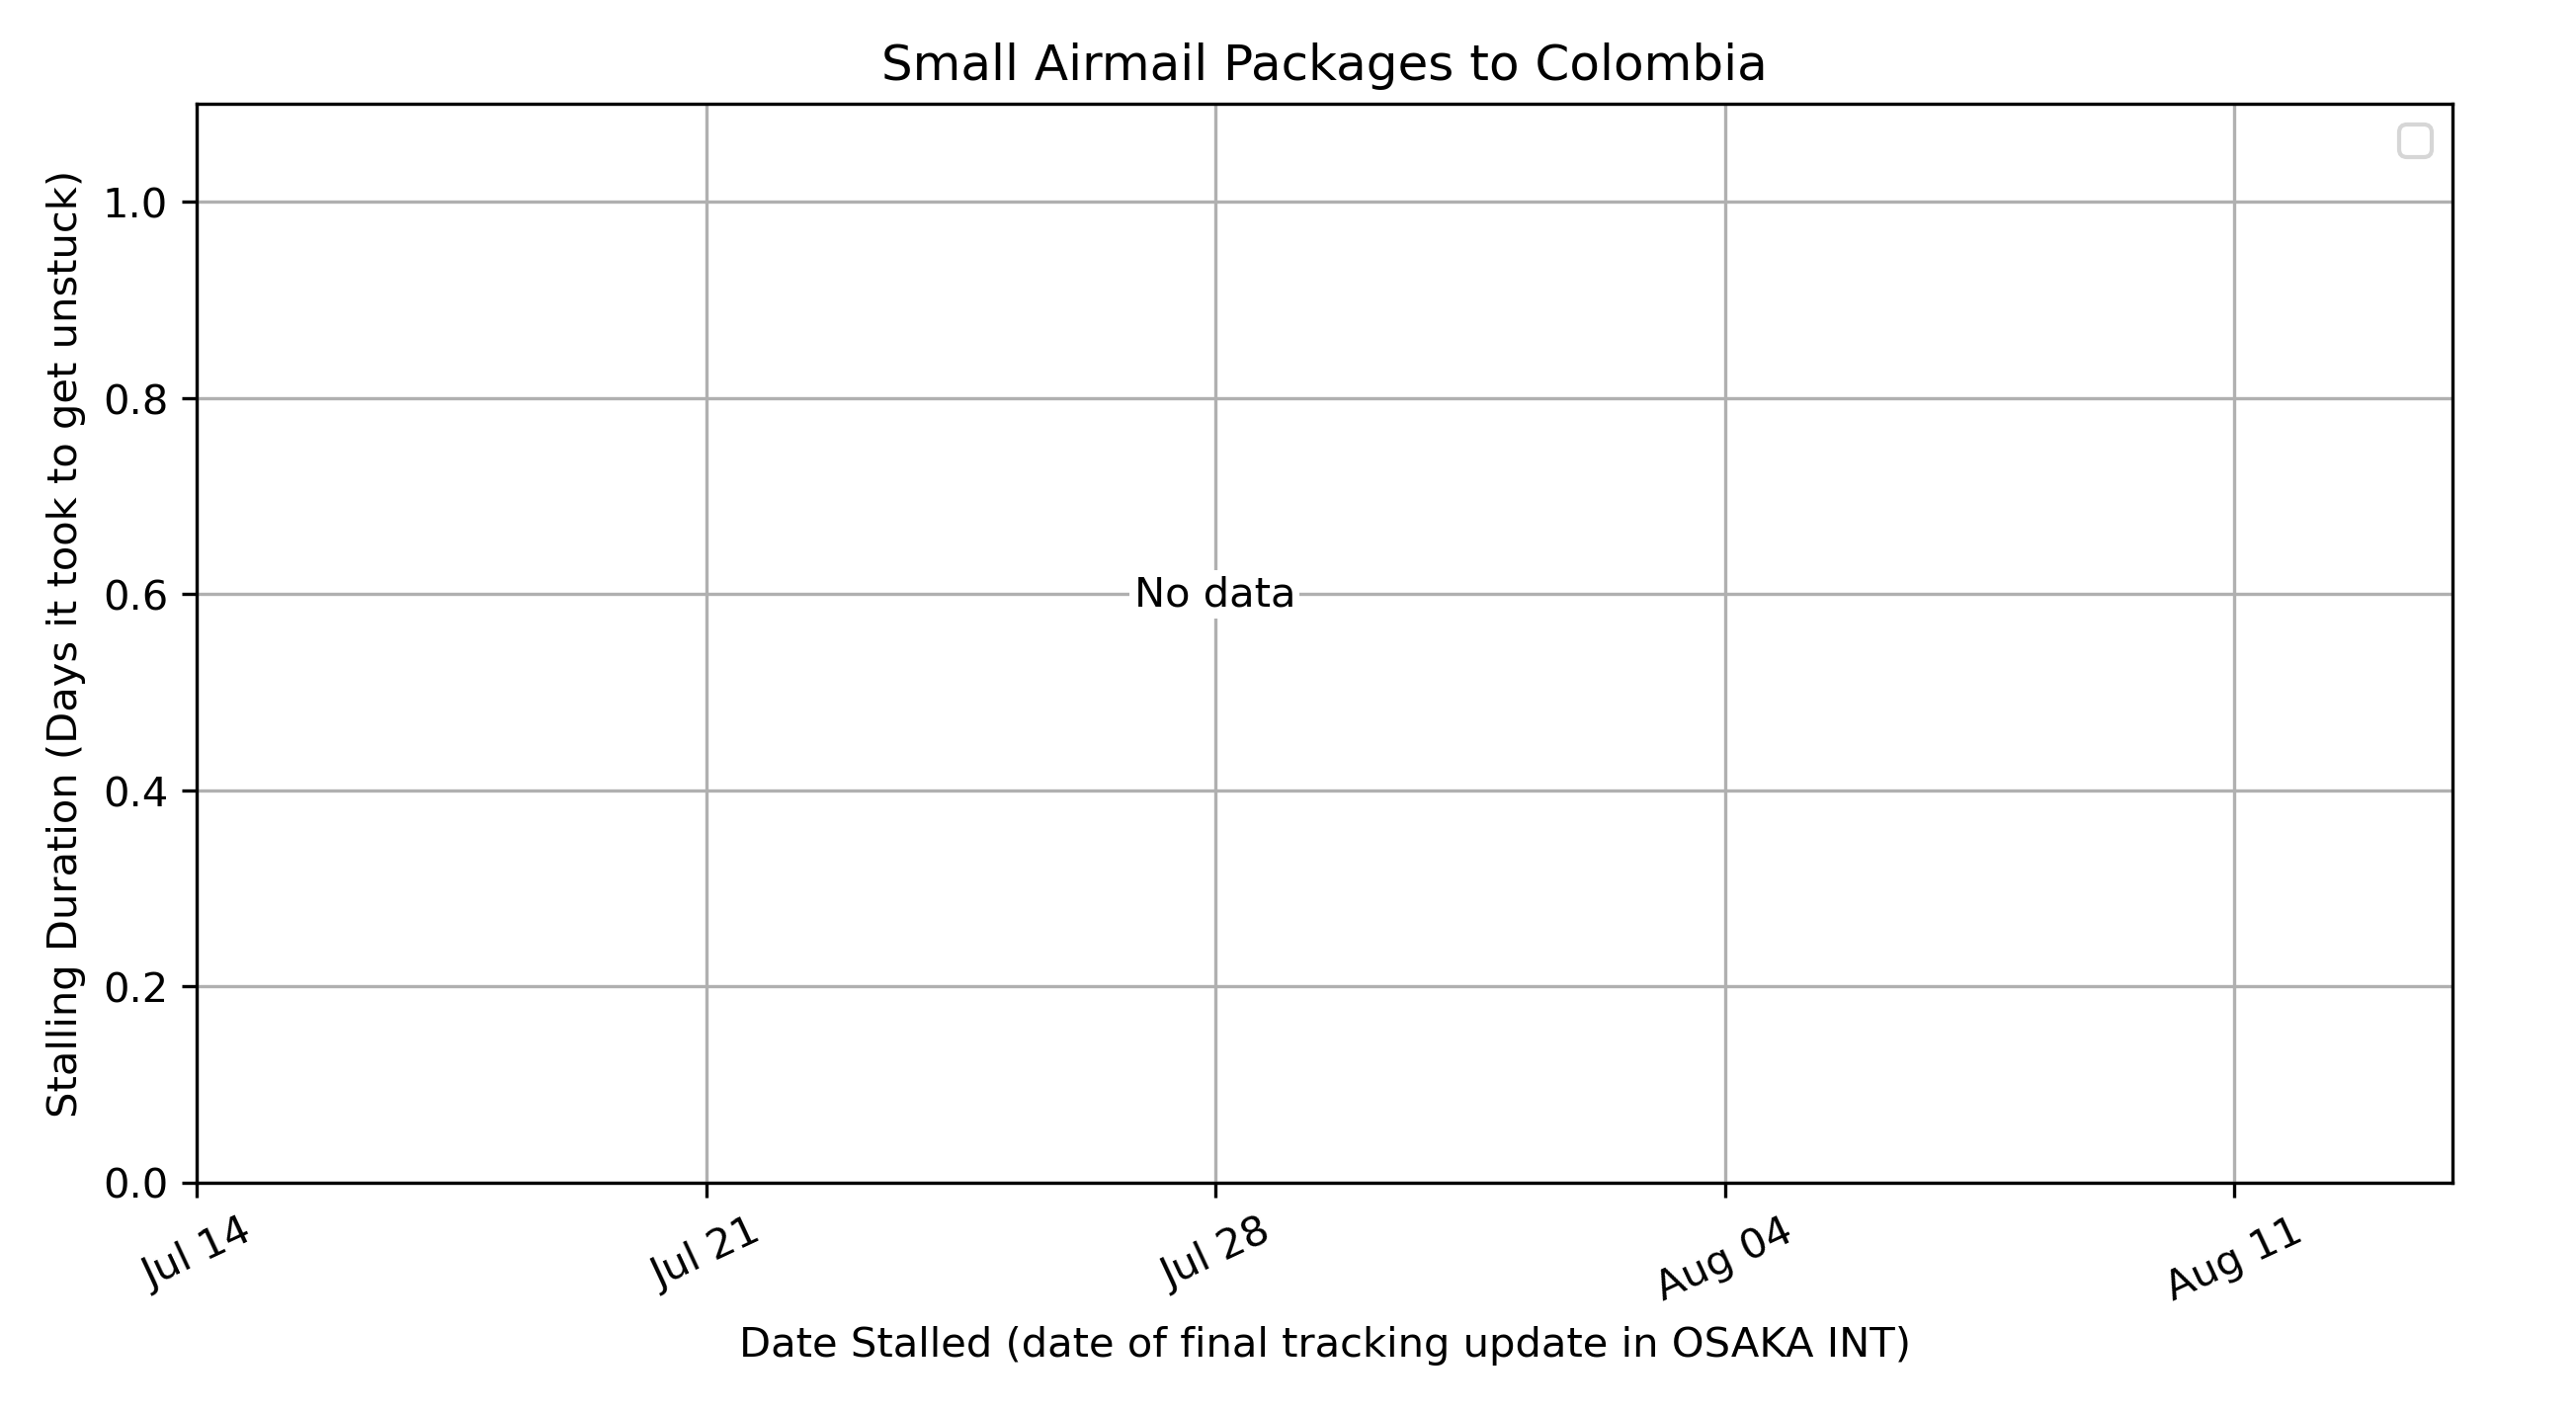 Small Airmail Packages to Colombia
Stalling Duration (Days it took to get unstuck)
1.0
0.8
0.6
0.4
0.2
0.0
No data
Jul 14
Jul 21
Jul 28
Aug 04
Aug 11
Date Stalled (date of final tracking update in OSAKA INT)